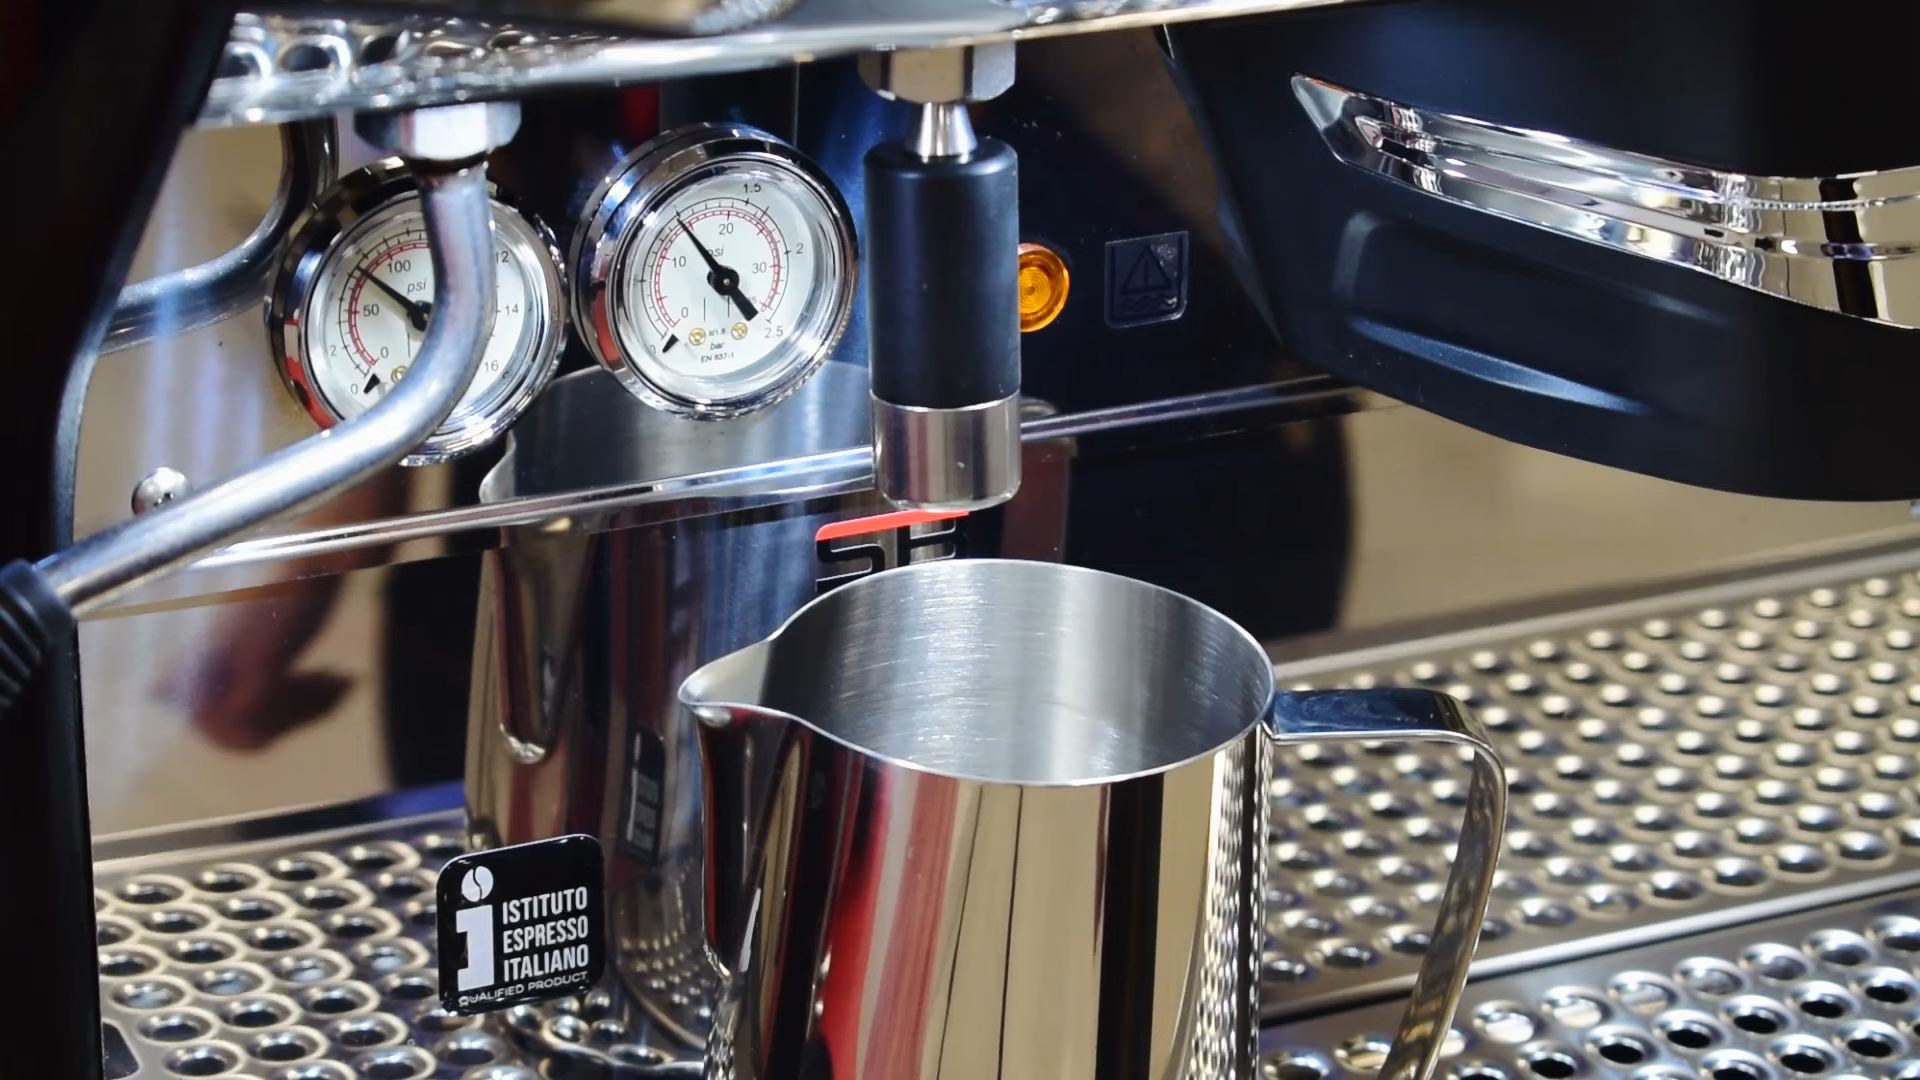 12
100
psi
50
14
2
0
0
16
1.5
20
psi
2
10
30
0
0
2.5
bar
EN 837-1
ISTITUTO
ESPRESSO
ITALIANO
QUALIFIED PRODUCT